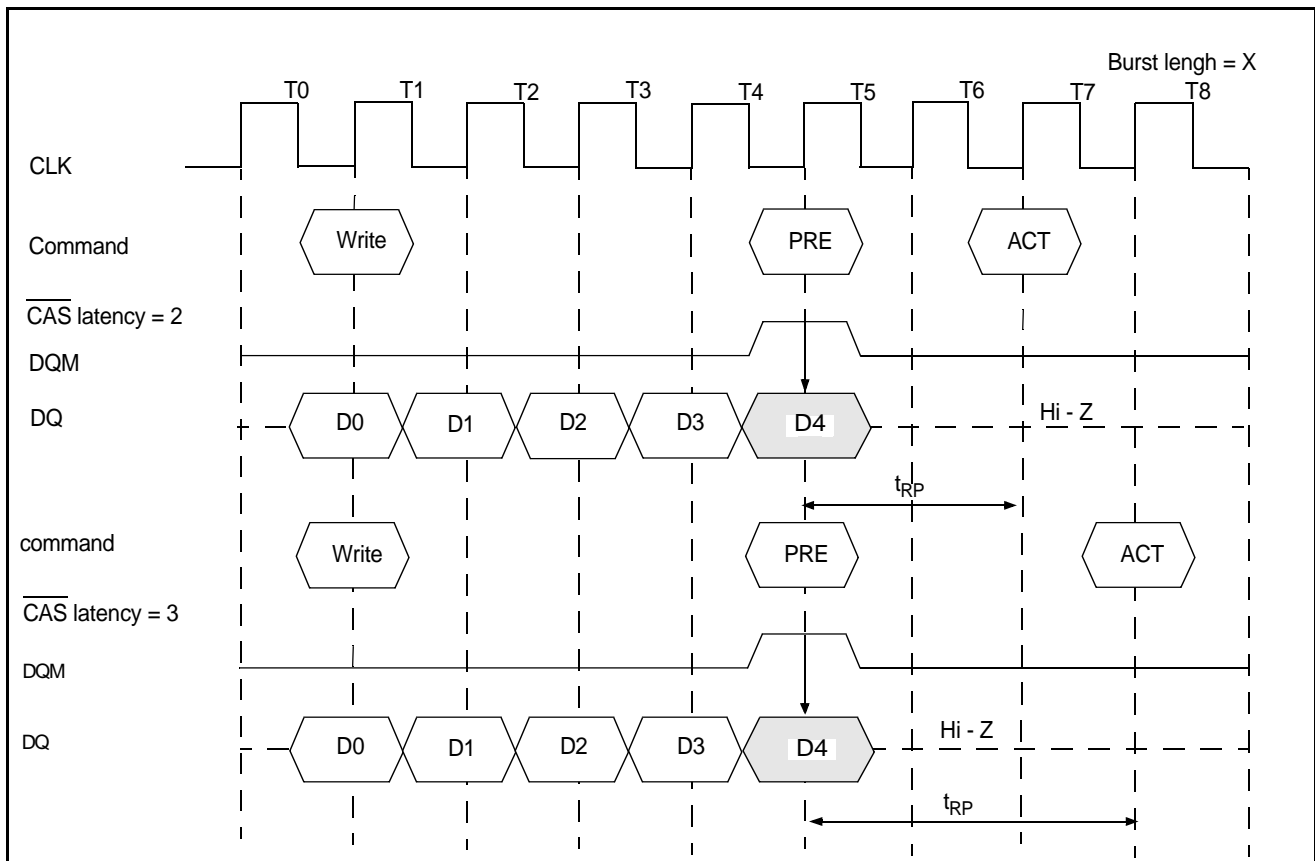 Burst lengh = X
T0 T1 T2 T3 T4 T5 T6 T7 T8
CLK
Command Write PRE ACT
CAS latency = 2
DQM
DQ D0 D1 D2 D3 D4 Hi - Z
tRP
command Write PRE ACT
CAS latency = 3
DQM
DQ D0 D1 D2 D3 D4 Hi - Z
tRP